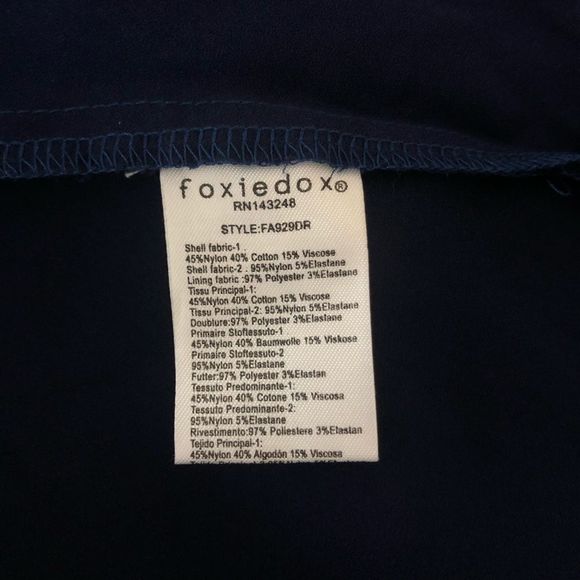 foxiedox®
RN143248
STYLE:FA929DR
Shell fabric-1 .
45%Nylon 40% Cotton 15% Viscose
Shell fabric-2 . 95%Nylon 5%Elastane
Lining fabric :97% Polyester 3%Elastane
Tissu Principal-1:
45%Nylon 40% Cotton 15% Viscose
Tissu Principal-2: 95%Nylon 5%Elastane
Doublure:97% Polyester 3%Elastane
Primaire Stoftessuto-1
45%Nylon 40% Baumwolle 15% Viskose
Primaire Stoftessuto-2
95%Nylon 5%Elastane
Futter:97% Polyester 3%Elastan
Tessuto Predominante-1:
45%Nylon 40% Cotone 15% Viscosa
Tessuto Predominante-2:
95%Nylon 5%Elastane
Rivestimento:97% Poliestere 3%Elastan
Tejido Principal-1:
45%Nylon 40% Algodón 15% Viscosa